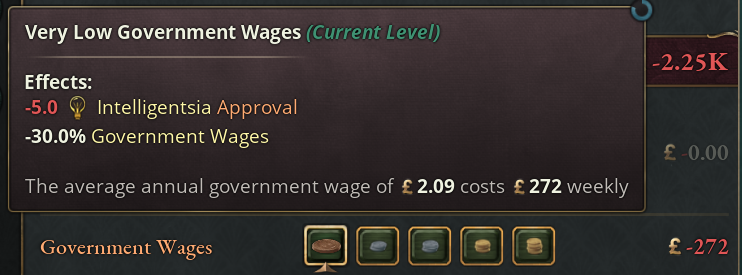 Very Low Government Wages (Current Level)
Effects:
-5.0 Intelligentsia Approval
-30.0% Government Wages
The average annual government wage of £ 2.09 costs £ 272 weekly
-2.25K
£ -0.00
Government Wages
£ -272